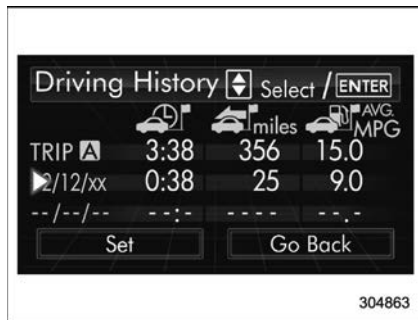 Driving History Select / ENTER
miles AVG. MPG
TRIP A 3:38 356 15.0
2/12/xx 0:38 25 9.0
--/--/-- --:- ---- --.-
Set Go Back
304863